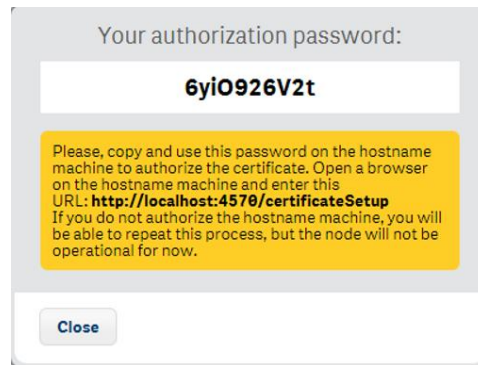 Your authorization password:
6yiO926V2t
Please, copy and use this password on the hostname
machine to authorize the certificate. Open a browser
on the hostname machine and enter this
URL: http://localhost:4570/certificateSetup
If you do not authorize the hostname machine, you will
be able to repeat this process, but the node will not be
operational for now.
Close